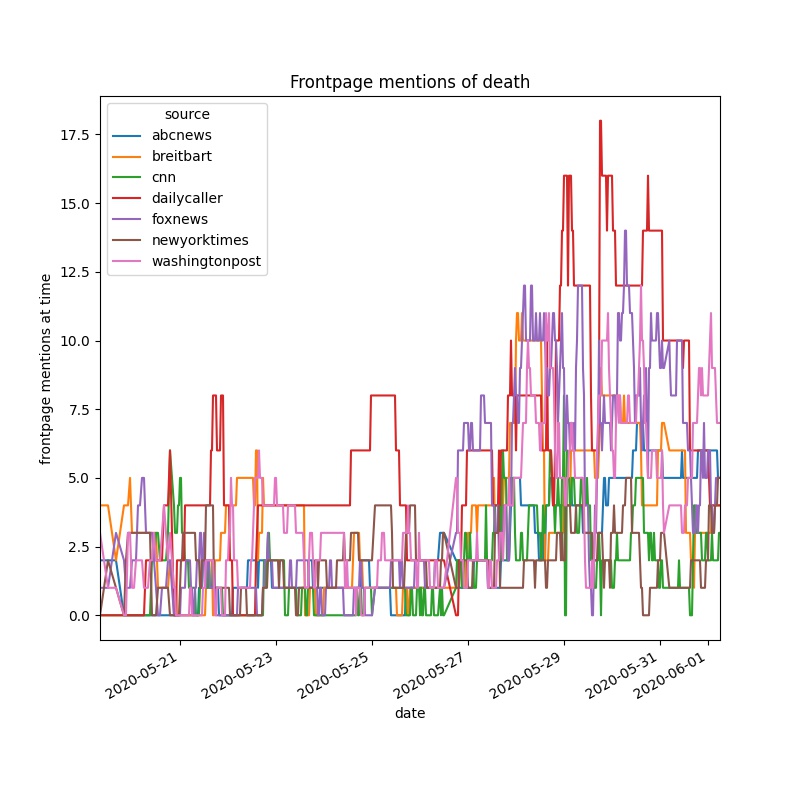 Frontpage mentions of death
source
abcnews
breitbart
cnn
dailycaller
foxnews
newyorktimes
washingtonpost
frontpage mentions at time
17.5
15.0
12.5
10.0
7.5
5.0
2.5
0.0
2020-05-21
2020-05-23
2020-05-25
2020-05-27
2020-05-29
2020-05-31
2020-06-01
date